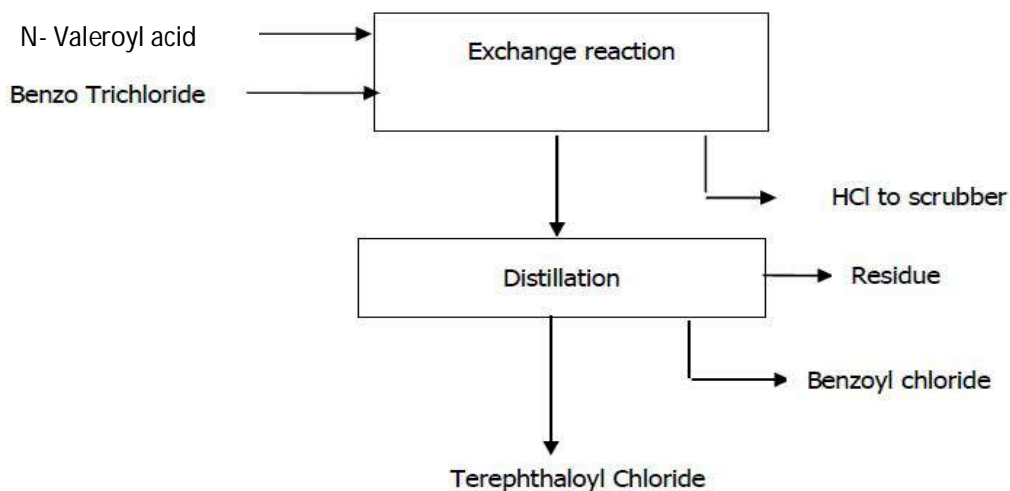 N- Valeroyl acid
Exchange reaction
Benzo Trichloride
HCl to scrubber
Distillation
Residue
Benzoyl chloride
Terephthaloyl Chloride